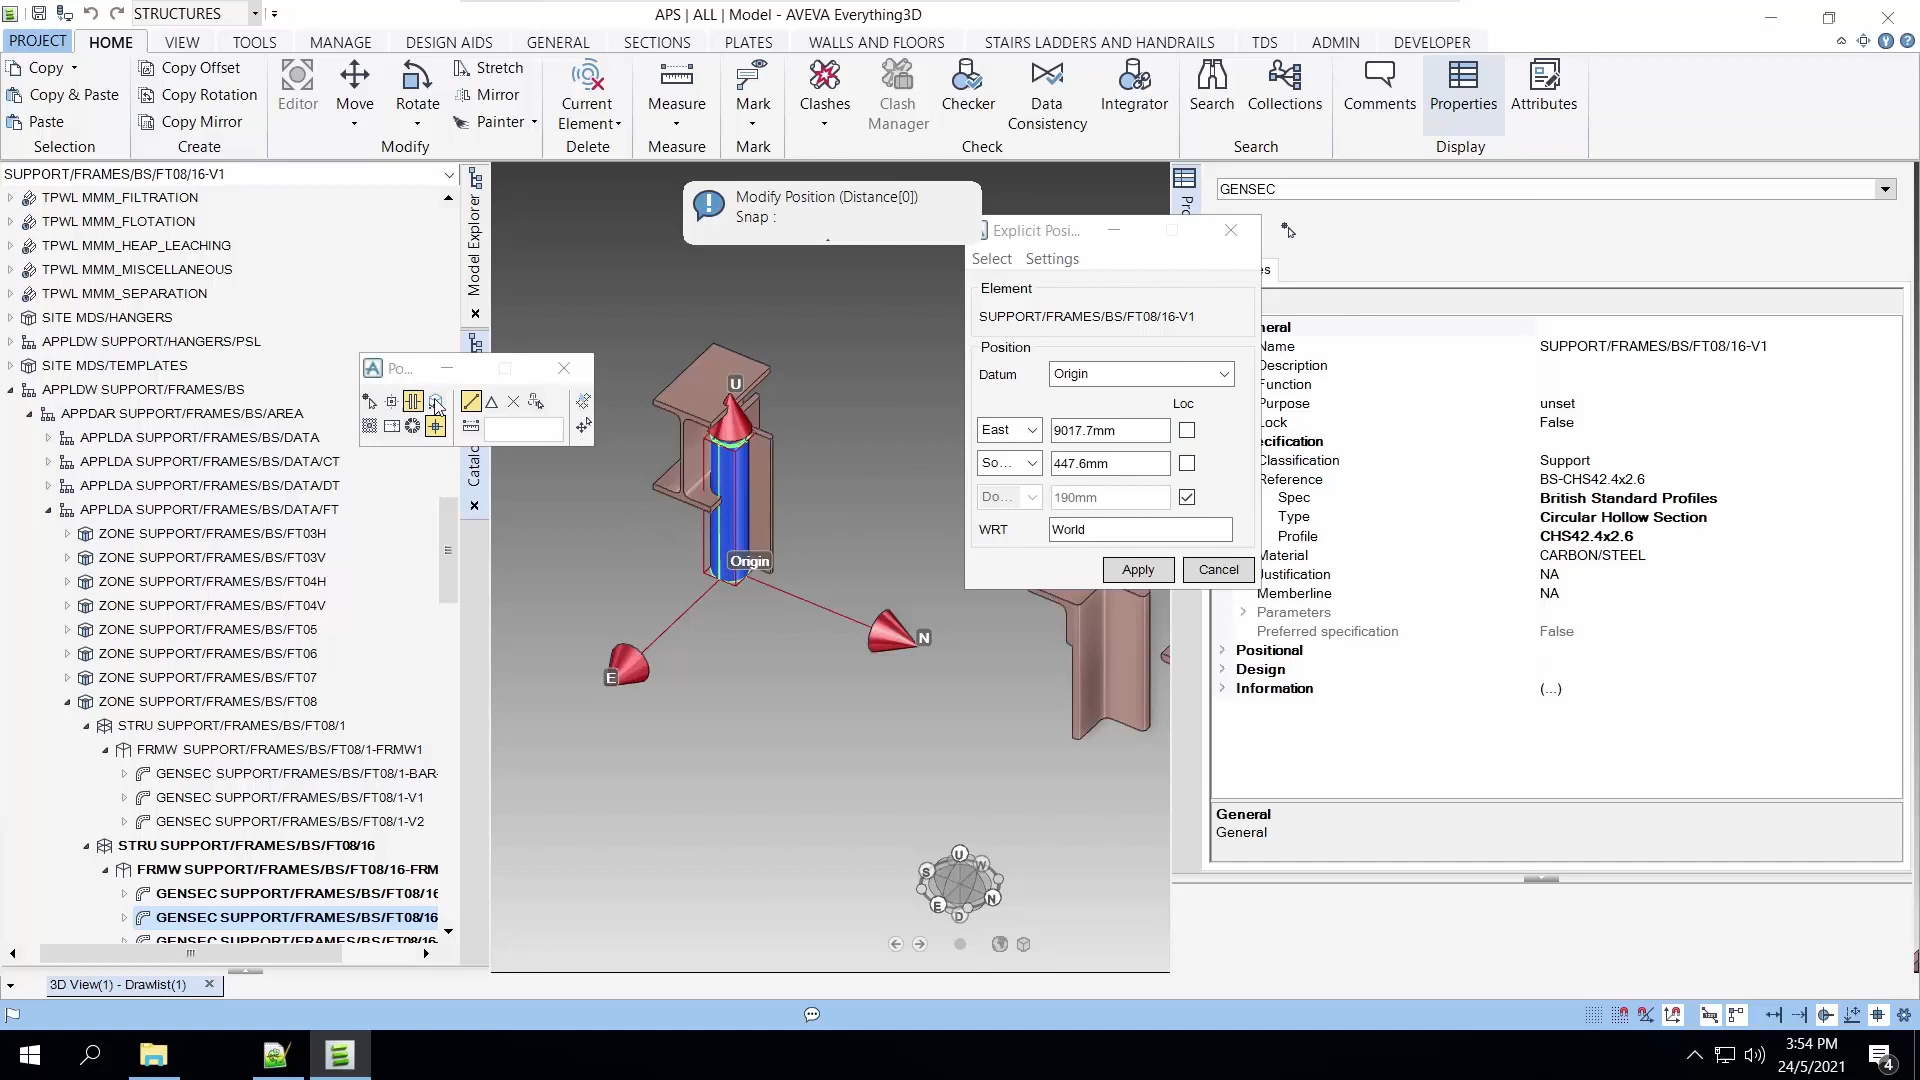 STRUCTURES
APS | ALL | Model - AVEVA Everything3D
PROJECT
HOME
VIEW
TOOLS
MANAGE
DESIGN AIDS
GENERAL
SECTIONS
PLATES
WALLS AND FLOORS
STAIRS LADDERS AND HANDRAILS
TDS
ADMIN
DEVELOPER
Copy
Copy & Paste
Paste
Selection
Copy Offset
Copy Rotation
Copy Mirror
Create
Editor
Move
Rotate
Stretch
Mirror
Painter
Modify
Current
Element
Delete
Measure
Measure
Mark
Mark
Clashes
Clash
Manager
Checker
Data
Consistency
Integrator
Check
Search
Collections
Search
Comments
Properties
Attributes
Display
SUPPORT/FRAMES/BS/FT08/16-V1
TPWL MMM_FILTRATION
TPWL MMM_FLOTATION
TPWL MMM_HEAP_LEACHING
TPWL MMM_MISCELLANEOUS
TPWL MMM_SEPARATION
SITE MDS/HANGERS
APPLDW SUPPORT/HANGERS/PSL
SITE MDS/TEMPLATES
APPLDW SUPPORT/FRAMES/BS
APPDAR SUPPORT/FRAMES/BS/AREA
APPLDA SUPPORT/FRAMES/BS/DATA
APPLDA SUPPORT/FRAMES/BS/DATA/CT
APPLDA SUPPORT/FRAMES/BS/DATA/DT
APPLDA SUPPORT/FRAMES/BS/DATA/FT
ZONE SUPPORT/FRAMES/BS/FT03H
ZONE SUPPORT/FRAMES/BS/FT03V
ZONE SUPPORT/FRAMES/BS/FT04H
ZONE SUPPORT/FRAMES/BS/FT04V
ZONE SUPPORT/FRAMES/BS/FT05
ZONE SUPPORT/FRAMES/BS/FT06
ZONE SUPPORT/FRAMES/BS/FT07
ZONE SUPPORT/FRAMES/BS/FT08
STRU SUPPORT/FRAMES/BS/FT08/1
FRMW SUPPORT/FRAMES/BS/FT08/1-FRMW1
GENSEC SUPPORT/FRAMES/BS/FT08/1-BAR
GENSEC SUPPORT/FRAMES/BS/FT08/1-V1
GENSEC SUPPORT/FRAMES/BS/FT08/1-V2
STRU SUPPORT/FRAMES/BS/FT08/16
FRMW SUPPORT/FRAMES/BS/FT08/16-FRM
GENSEC SUPPORT/FRAMES/BS/FT08/16
GENSEC SUPPORT/FRAMES/BS/FT08/16
GENSEC SUPPORT/FRAMES/BS/FT08/16-
Model Explorer
Catalo
Po...
Modify Position (Distance[0])
Snap :
U
Origin
E
N
U
W
S
N
E
D
Explicit Posi...
Select
Settings
Element
SUPPORT/FRAMES/BS/FT08/16-V1
Position
Datum
Origin
Loc
East
9017.7mm
So...
447.6mm
Do...
190mm
WRT
World
Apply
Cancel
Pro
GENSEC
es
eral
Name
SUPPORT/FRAMES/BS/FT08/16-V1
Description
Function
Purpose
unset
Lock
False
ecification
Classification
Support
Reference
BS-CHS42.4x2.6
Spec
British Standard Profiles
Type
Circular Hollow Section
Profile
CHS42.4x2.6
Material
CARBON/STEEL
Justification
NA
Memberline
NA
Parameters
Preferred specification
False
Positional
Design
Information
(...)
General
General
3D View(1) - Drawlist(1)
3:54 PM
24/5/2021
4